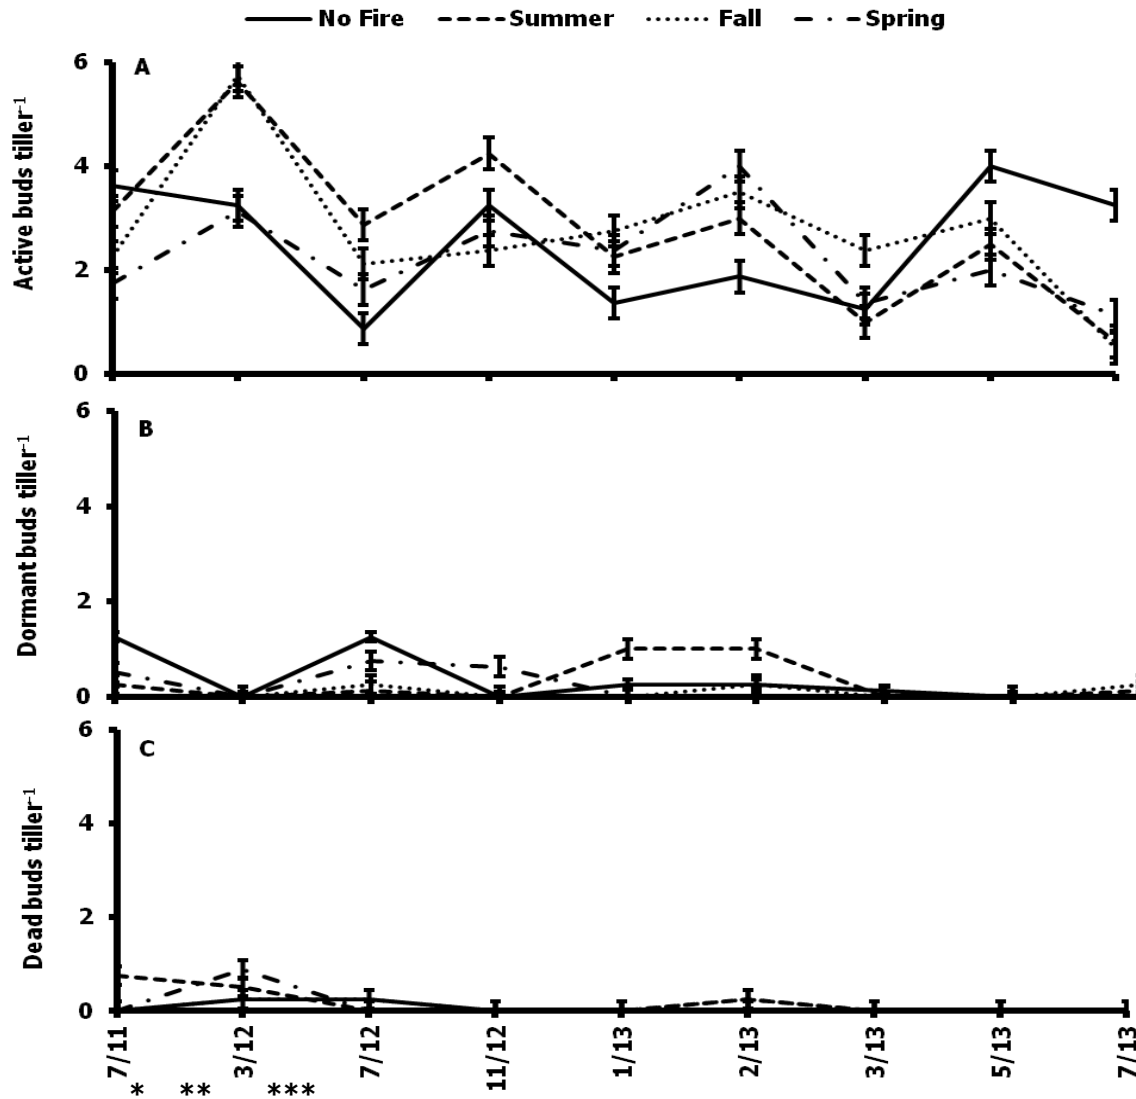 No Fire Summer Fall Spring
A
Active buds tiller⁻¹
6
4
2
0
B
Dormant buds tiller⁻¹
6
4
2
0
C
Dead buds tiller⁻¹
6
4
2
0
7/11 3/12 7/12 11/12 1/13 2/13 3/13 5/13 7/13
* ** ***